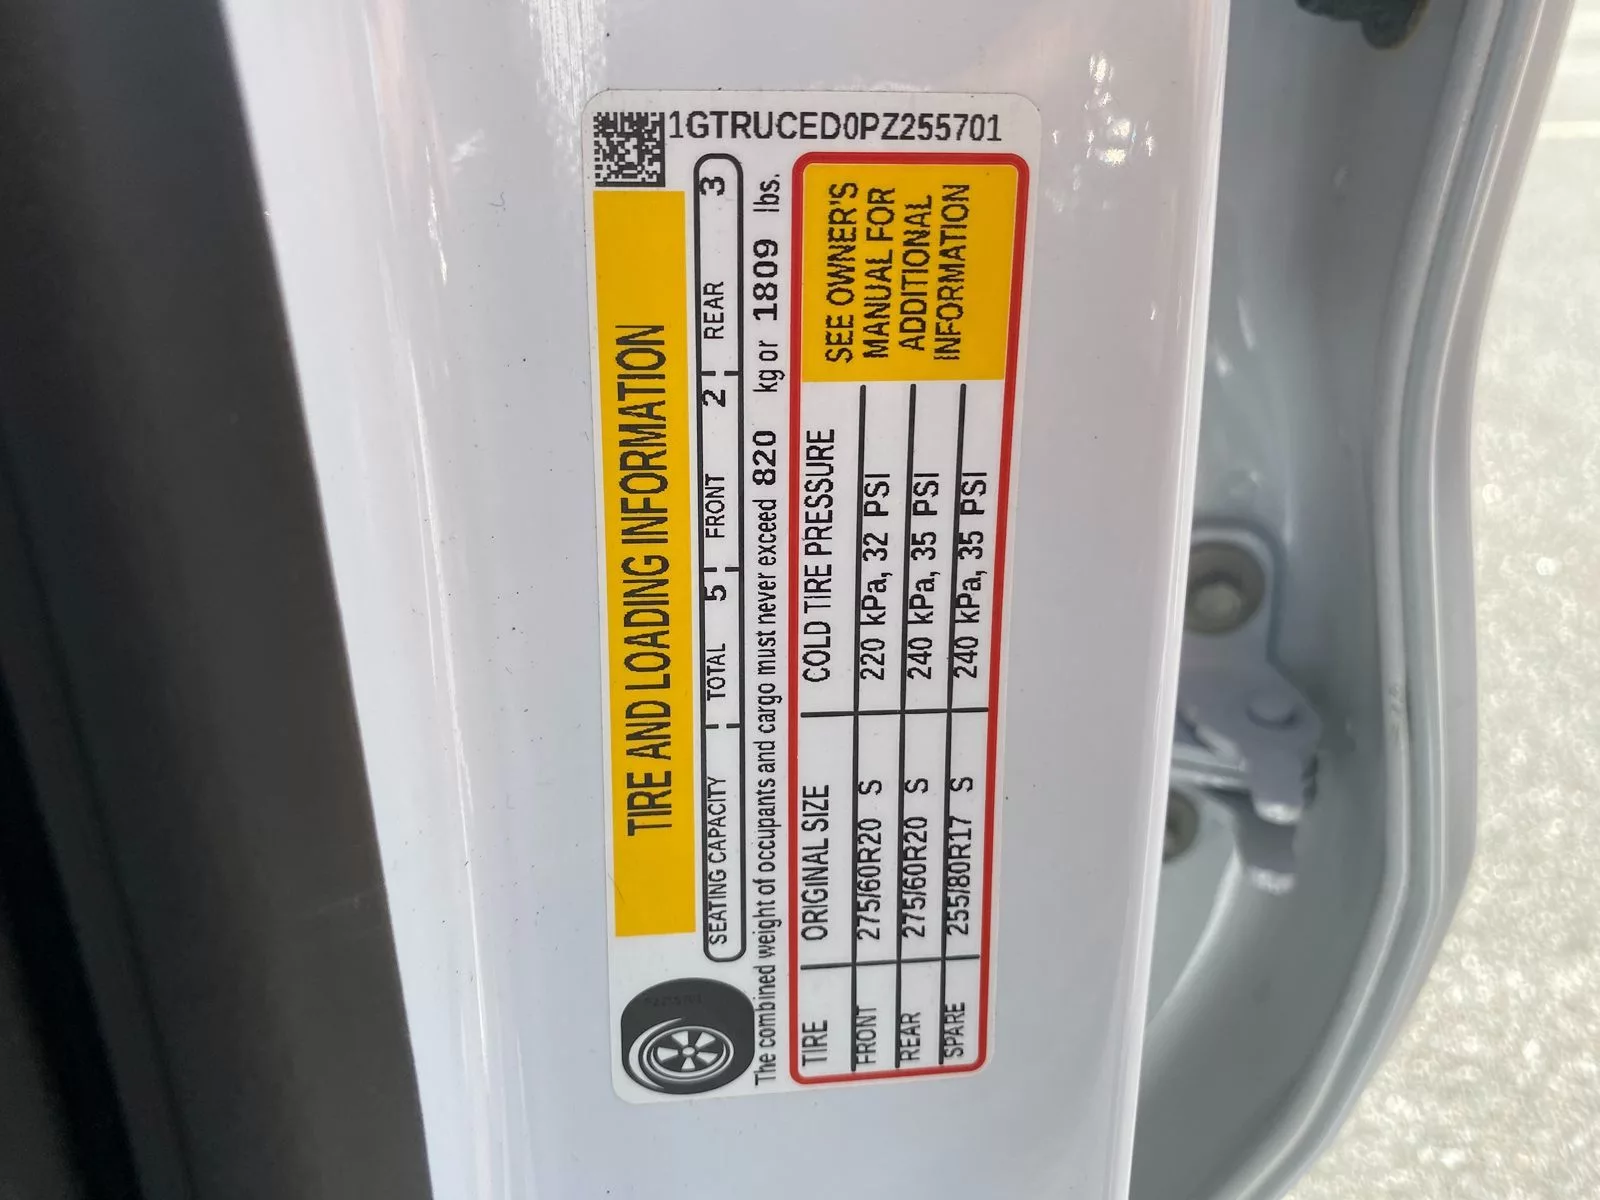 1GTRUCED0PZ255701
TIRE AND LOADING INFORMATION
SEATING CAPACITY TOTAL 5 FRONT 2 REAR 3
The combined weight of occupants and cargo must never exceed 820 kg or 1809 lbs.
TIRE ORIGINAL SIZE COLD TIRE PRESSURE
FRONT 275/60R20 S 220 kPa, 32 PSI
REAR 275/60R20 S 240 kPa, 35 PSI
SPARE 255/80R17 S 240 kPa, 35 PSI
SEE OWNER'S
MANUAL FOR
ADDITIONAL
INFORMATION